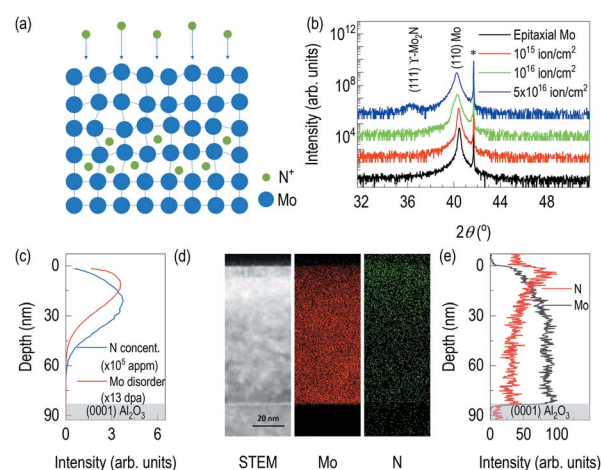 (a)
N⁺
Mo
(b)
Intensity (arb. units)
10¹²
10⁸
10⁴
(111) ϒ-Mo₂N
(110) Mo
*
Epitaxial Mo
10¹⁵ ion/cm²
10¹⁶ ion/cm²
5x10¹⁶ ion/cm²
32 36 40 44 48
2θ (º)
(c)
Depth (nm)
0
30
60
90
N concent.
(x10⁵ appm)
Mo disorder
(x13 dpa)
(0001) Al₂O₃
0 3 6
Intensity (arb. units)
(d)
20 nm
STEM Mo N
(e)
Depth (nm)
0
30
60
90
N
Mo
(0001) Al₂O₃
0 50 100
Intensity (arb. units)